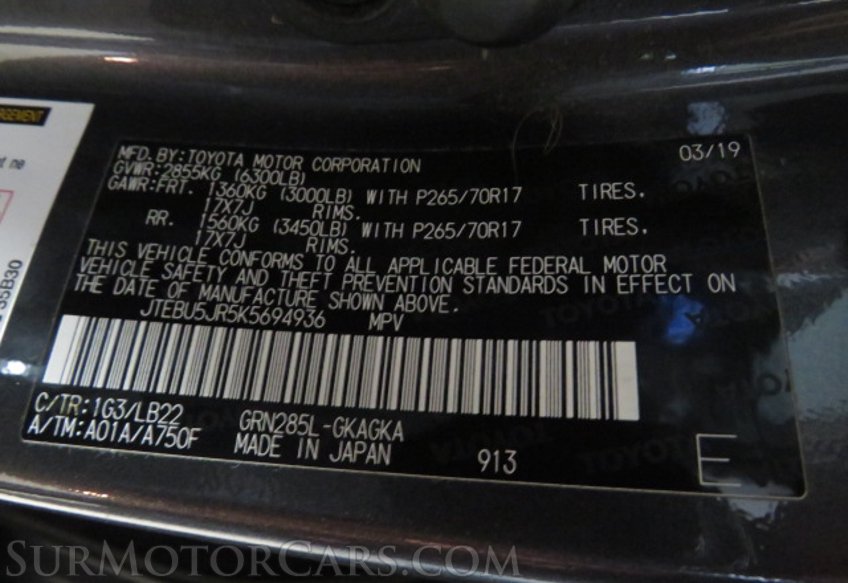 AGEMENT
t ne
35B30
MFD.BY:TOYOTA MOTOR CORPORATION 03/19
GVWR:2855KG (6300LB)
GAWR:FRT. 1360KG (3000LB) WITH P265/70R17 TIRES.
17X7J RIMS.
RR. 1560KG (3450LB) WITH P265/70R17 TIRES.
17X7J RIMS.
THIS VEHICLE CONFORMS TO ALL APPLICABLE FEDERAL MOTOR
VEHICLE SAFETY AND THEFT PREVENTION STANDARDS IN EFFECT ON
THE DATE OF MANUFACTURE SHOWN ABOVE.
JTEBU5JR5K5694936 MPV
C/TR:1G3/LB22 GRN285L-GKAGKA
A/TM:A01A/A750F MADE IN JAPAN 913 E
SurMotorCars.com